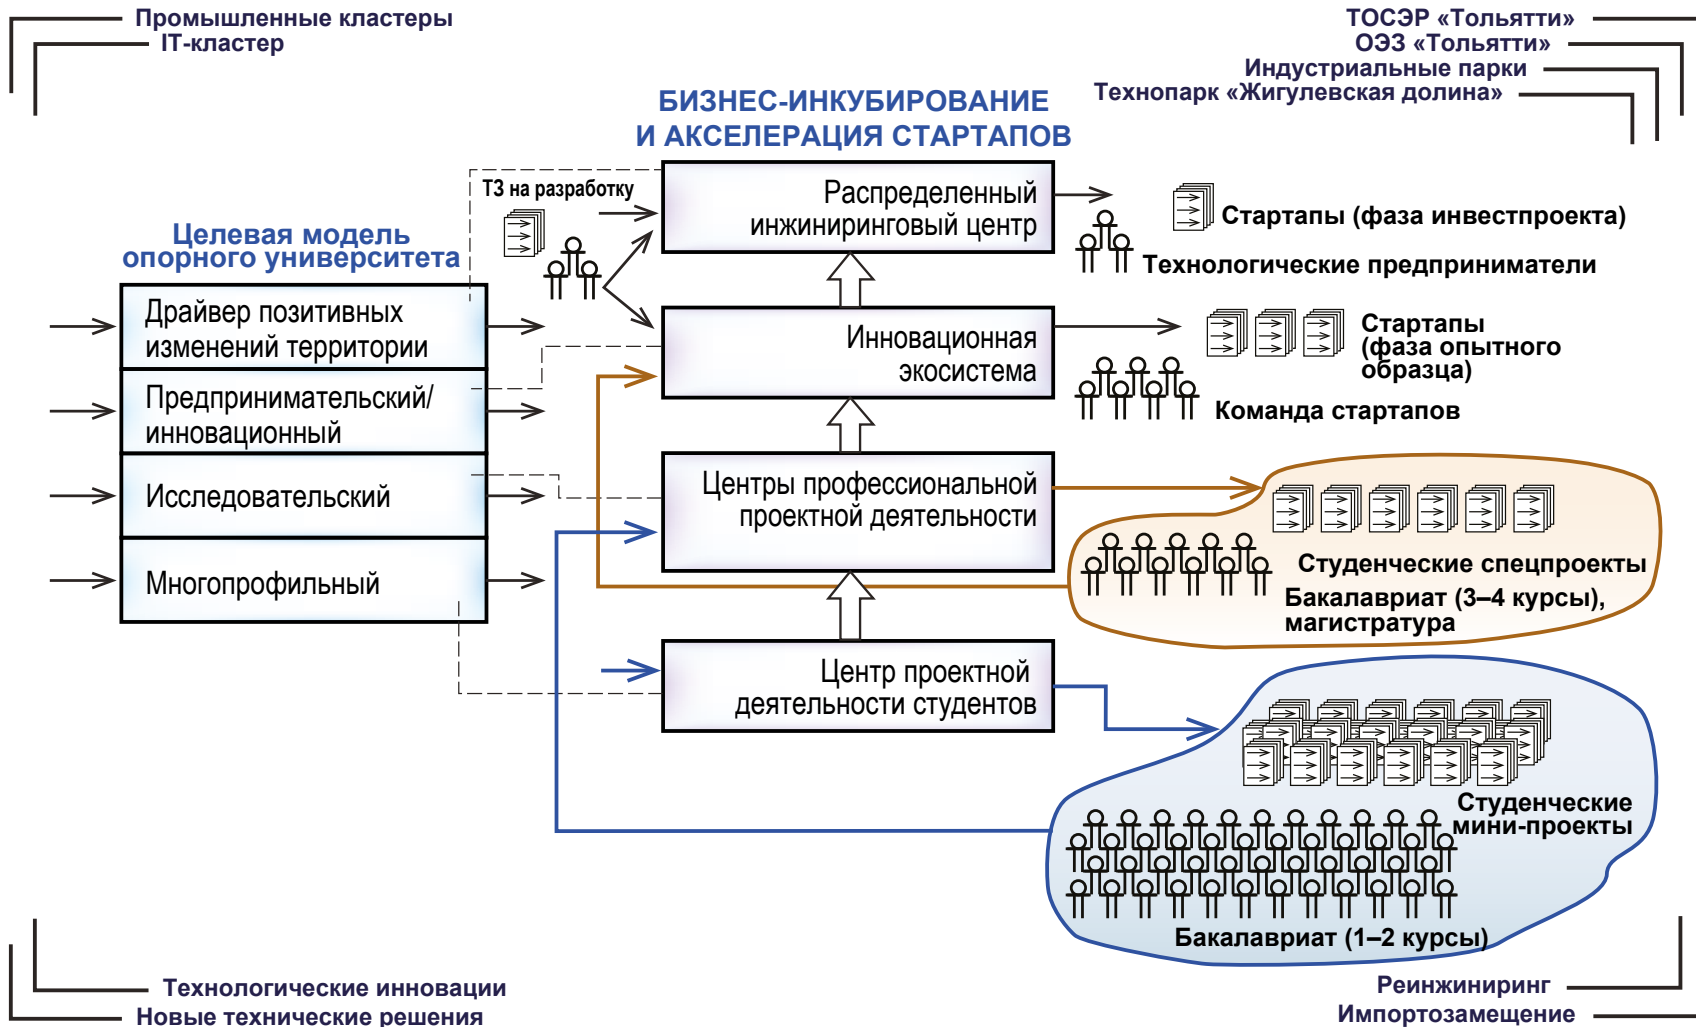 Промышленные кластеры
IT-кластер
ТОСЭР «Тольятти»
ОЭЗ «Тольятти»
Индустриальные парки
Технопарк «Жигулевская долина»
БИЗНЕС-ИНКУБИРОВАНИЕ
И АКСЕЛЕРАЦИЯ СТАРТАПОВ
ТЗ на разработку
Распределенный
инжиниринговый центр
Стартапы (фаза инвестпроекта)
Технологические предприниматели
Целевая модель
опорного университета
Драйвер позитивных
изменений территории
Предпринимательский/
инновационный
Исследовательский
Многопрофильный
Инновационная
экосистема
Стартапы
(фаза опытного
образца)
Команда стартапов
Центры профессиональной
проектной деятельности
Студенческие спецпроекты
Бакалавриат (3–4 курсы),
магистратура
Центр проектной
деятельности студентов
Студенческие
мини-проекты
Бакалавриат (1–2 курсы)
Технологические инновации
Новые технические решения
Реинжиниринг
Импортозамещение